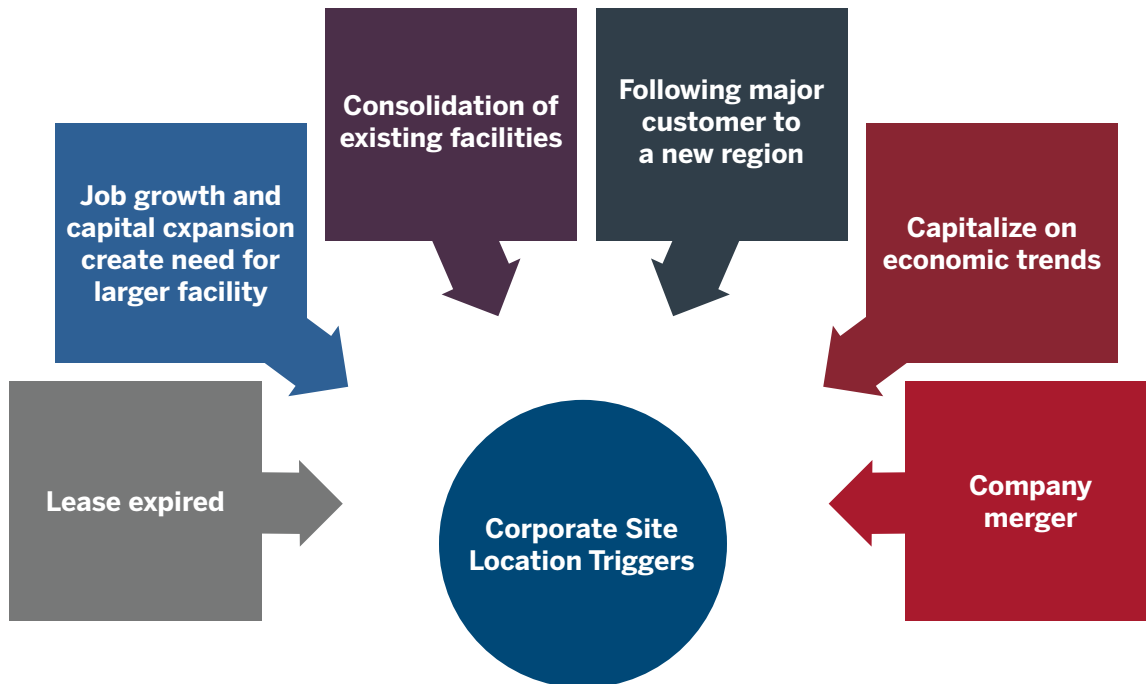 Lease expired
Job growth and
capital cxpansion
create need for
larger facility
Consolidation of
existing facilities
Following major
customer to
a new region
Capitalize on
economic trends
Company
merger
Corporate Site
Location Triggers